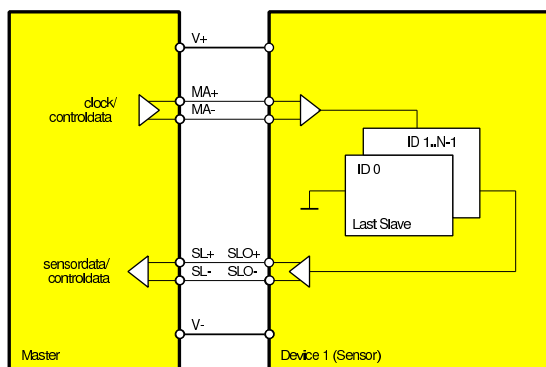 V+
clock/
controldata
MA+
MA-
ID 1..N-1
ID 0
Last Slave
sensordata/
controldata
SL+ SLO+
SL- SLO-
V-
Master
Device 1 (Sensor)